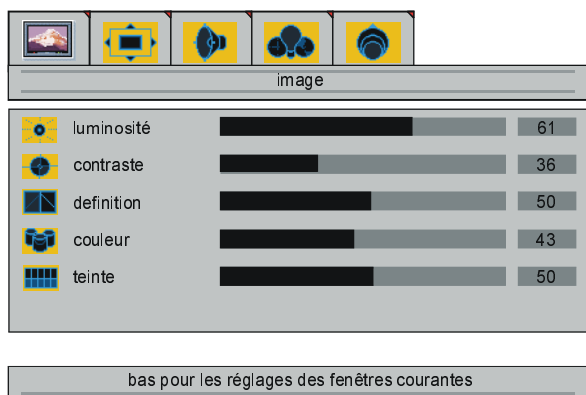 image
luminosité 61
contraste 36
definition 50
couleur 43
teinte 50
bas pour les réglages des fenêtres courantes